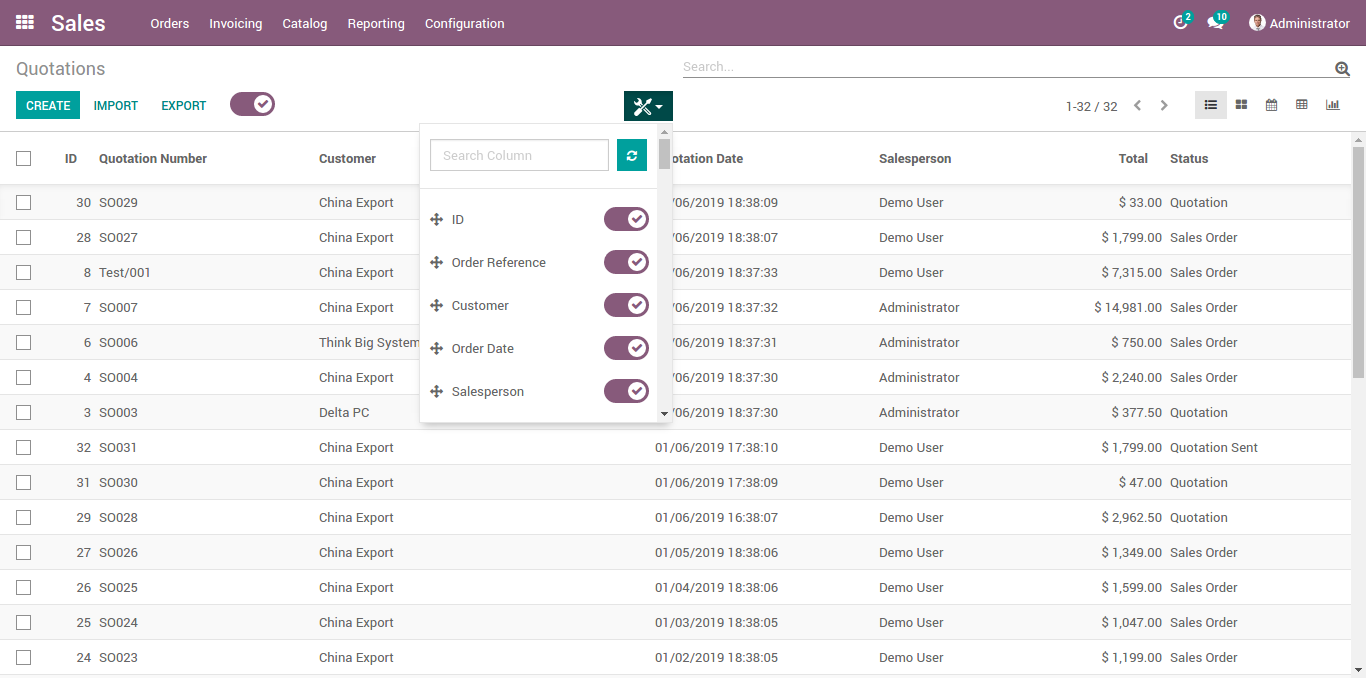 Sales Orders Invoicing Catalog Reporting Configuration 2 10 Administrator
Quotations Search...
CREATE IMPORT EXPORT 1-32 / 32
Search Column
ID
Order Reference
Customer
Order Date
Salesperson
ID Quotation Number Customer otation Date Salesperson Total Status
30 SO029 China Export /06/2019 18:38:09 Demo User $ 33.00 Quotation
28 SO027 China Export /06/2019 18:38:07 Demo User $ 1,799.00 Sales Order
8 Test/001 China Export /06/2019 18:37:33 Demo User $ 7,315.00 Sales Order
7 SO007 China Export /06/2019 18:37:32 Administrator $ 14,981.00 Sales Order
6 SO006 Think Big System /06/2019 18:37:31 Administrator $ 750.00 Sales Order
4 SO004 China Export /06/2019 18:37:30 Administrator $ 2,240.00 Sales Order
3 SO003 Delta PC /06/2019 18:37:30 Administrator $ 377.50 Quotation
32 SO031 China Export 01/06/2019 17:38:10 Demo User $ 1,799.00 Quotation Sent
31 SO030 China Export 01/06/2019 17:38:09 Demo User $ 47.00 Quotation
29 SO028 China Export 01/06/2019 16:38:07 Demo User $ 2,962.50 Quotation
27 SO026 China Export 01/05/2019 18:38:06 Demo User $ 1,349.00 Sales Order
26 SO025 China Export 01/04/2019 18:38:06 Demo User $ 1,599.00 Sales Order
25 SO024 China Export 01/03/2019 18:38:05 Demo User $ 1,047.00 Sales Order
24 SO023 China Export 01/02/2019 18:38:05 Demo User $ 1,199.00 Sales Order